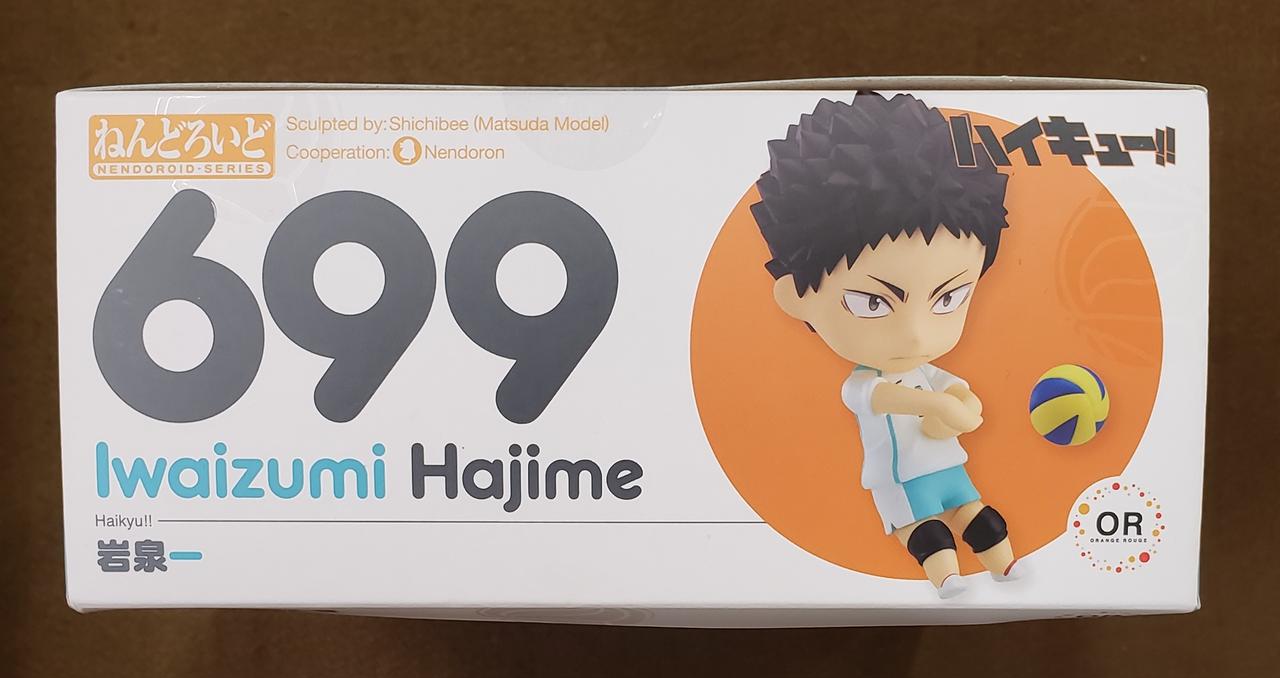 ねんどろいど
NENDOROID-SERIES
Sculpted by: Shichibee (Matsuda Model)
Cooperation: Nendoron
ハイキュー!!
699
Iwaizumi Hajime
Haikyu!!
岩泉一
OR
ORANGE ROUGE